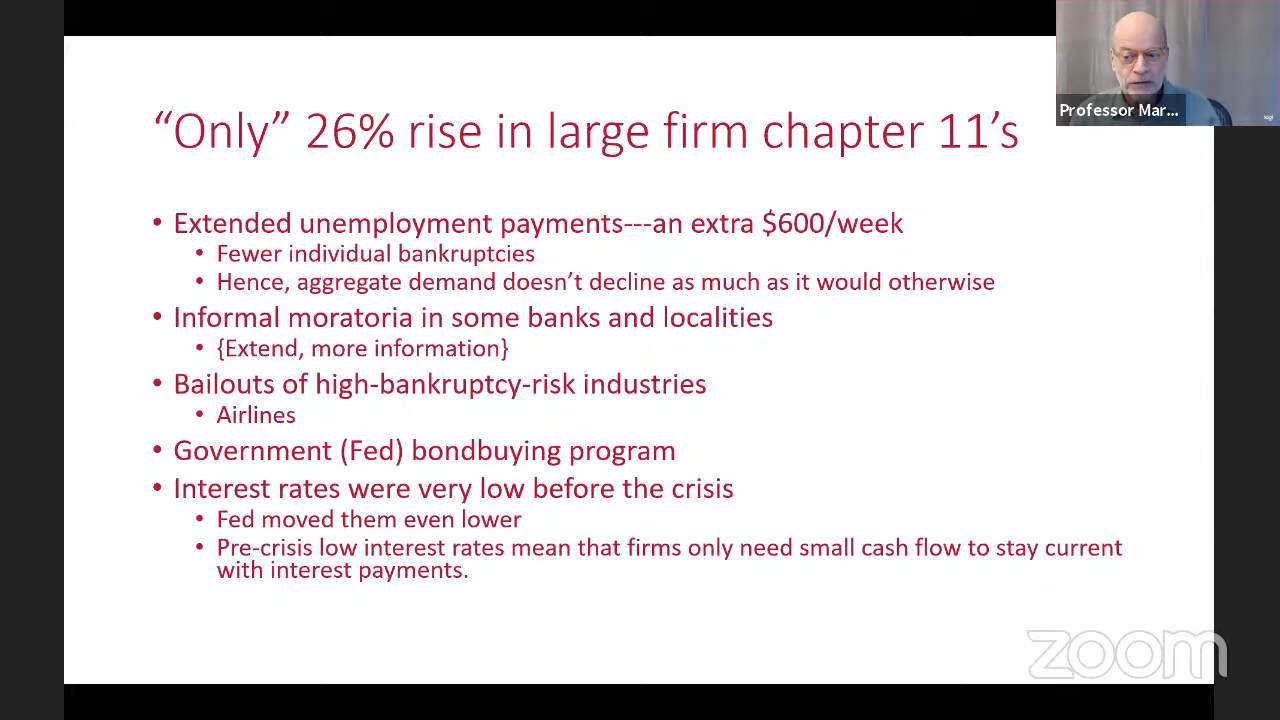 Professor Mar...
“Only” 26% rise in large firm chapter 11’s
• Extended unemployment payments---an extra $600/week
• Fewer individual bankruptcies
• Hence, aggregate demand doesn’t decline as much as it would otherwise
• Informal moratoria in some banks and localities
• {Extend, more information}
• Bailouts of high-bankruptcy-risk industries
• Airlines
• Government (Fed) bondbuying program
• Interest rates were very low before the crisis
• Fed moved them even lower
• Pre-crisis low interest rates mean that firms only need small cash flow to stay current
with interest payments.
zoom